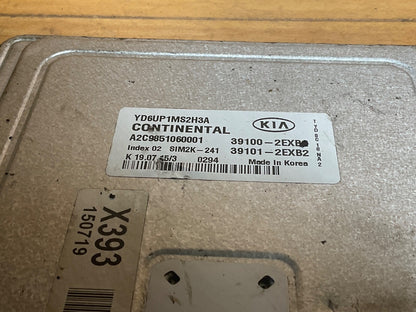 YD6UP1MS2H3A
CONTINENTAL
KIA
A2C9851060001
39100-2EXB
Index 02 SIM2K-241
39101-2EXB2
K 19.07.45/3 0294
Made in Korea
X393
150719